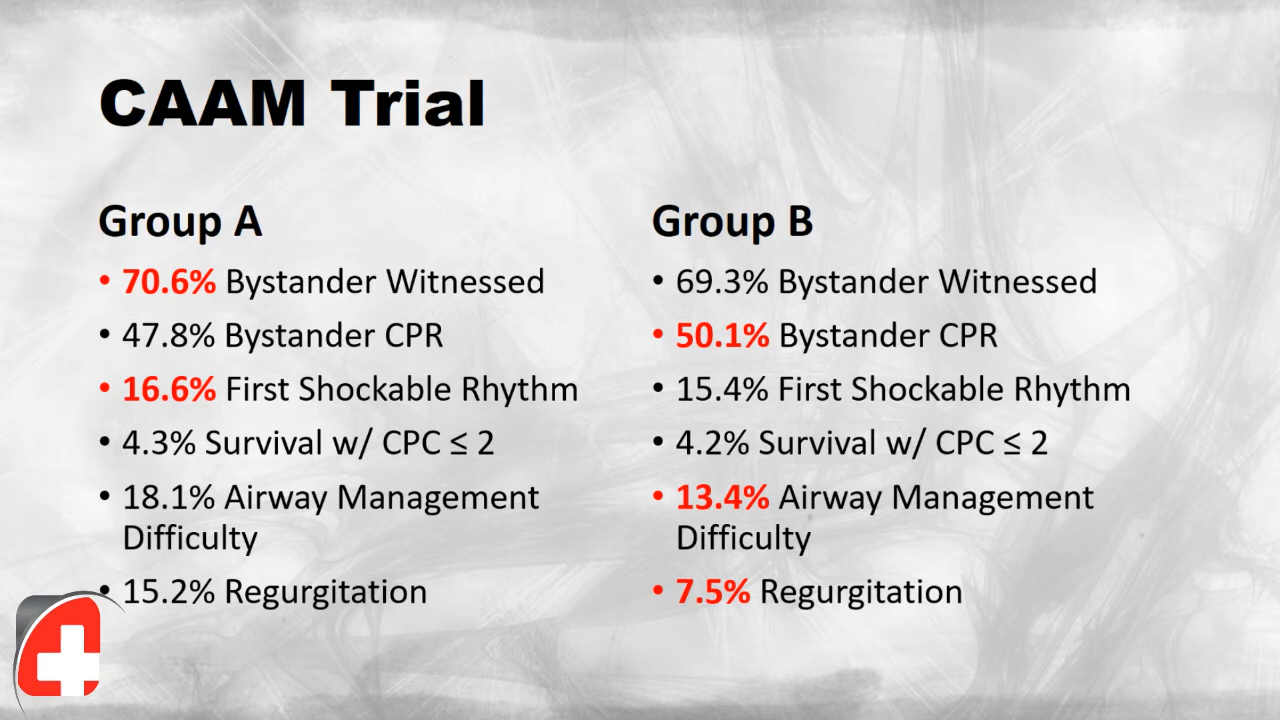 CAAM Trial
Group A
• 70.6% Bystander Witnessed
• 47.8% Bystander CPR
• 16.6% First Shockable Rhythm
• 4.3% Survival w/ CPC ≤ 2
• 18.1% Airway Management
Difficulty
• 15.2% Regurgitation
Group B
• 69.3% Bystander Witnessed
• 50.1% Bystander CPR
• 15.4% First Shockable Rhythm
• 4.2% Survival w/ CPC ≤ 2
• 13.4% Airway Management
Difficulty
• 7.5% Regurgitation